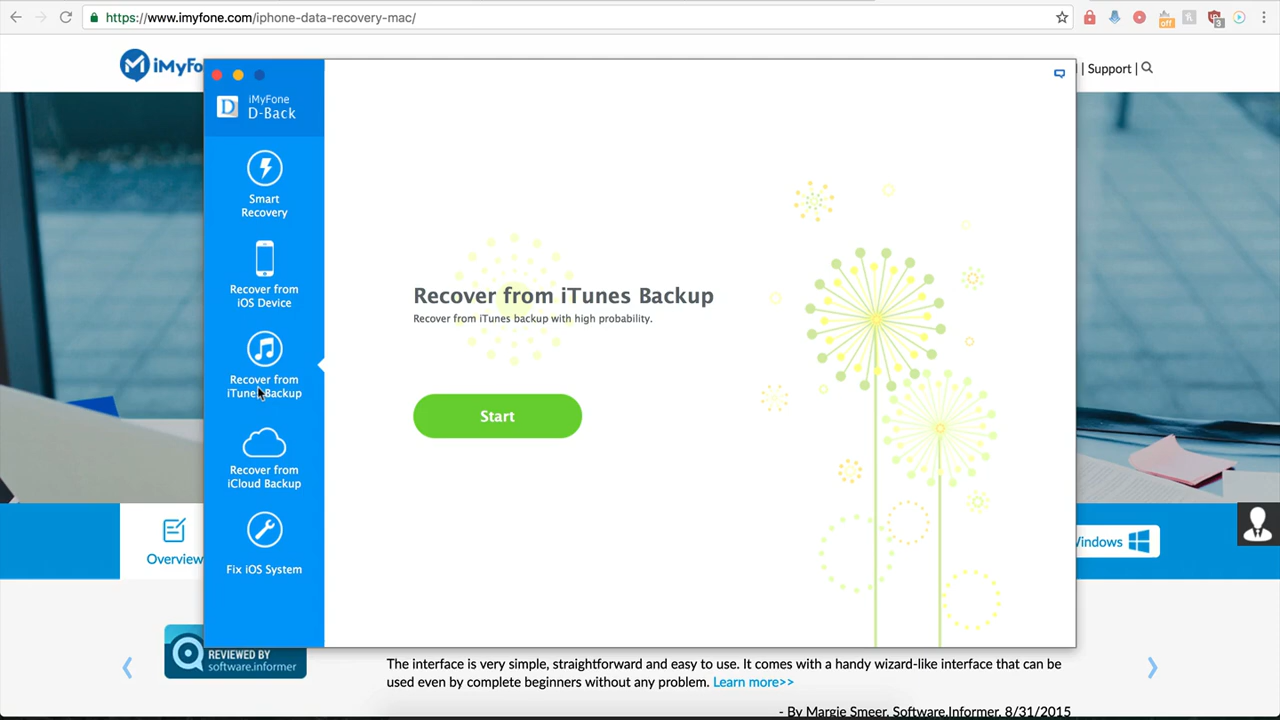 https://www.imyfone.com/iphone-data-recovery-mac/
off
3
iMyFo
| Support |
iMyFone
D-Back
Smart
Recovery
Recover from
iOS Device
Recover from
iTunes Backup
Recover from
iCloud Backup
Fix iOS System
Recover from iTunes Backup
Recover from iTunes backup with high probability.
Start
Overview
Windows
REVIEWED BY
software.informer
The interface is very simple, straightforward and easy to use. It comes with a handy wizard-like interface that can be
used even by complete beginners without any problem. Learn more>>
- By Margie Smeer, Software.Informer, 8/31/2015